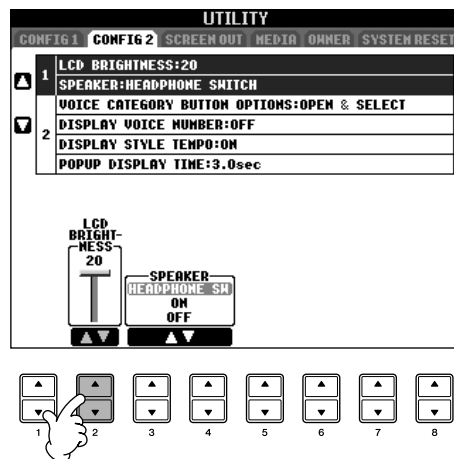 UTILITY
CONFIG 1 CONFIG 2 SCREEN OUT MEDIA OWNER SYSTEM RESET
1
LCD BRIGHTNESS:20
SPEAKER:HEADPHONE SWITCH
2
VOICE CATEGORY BUTTON OPTIONS:OPEN & SELECT
DISPLAY VOICE NUMBER:OFF
DISPLAY STYLE TEMPO:ON
POPUP DISPLAY TIME:3.0sec
LCD
BRIGHT-
NESS
20
SPEAKER
HEADPHONE SW
ON
OFF
1 2 3 4 5 6 7 8